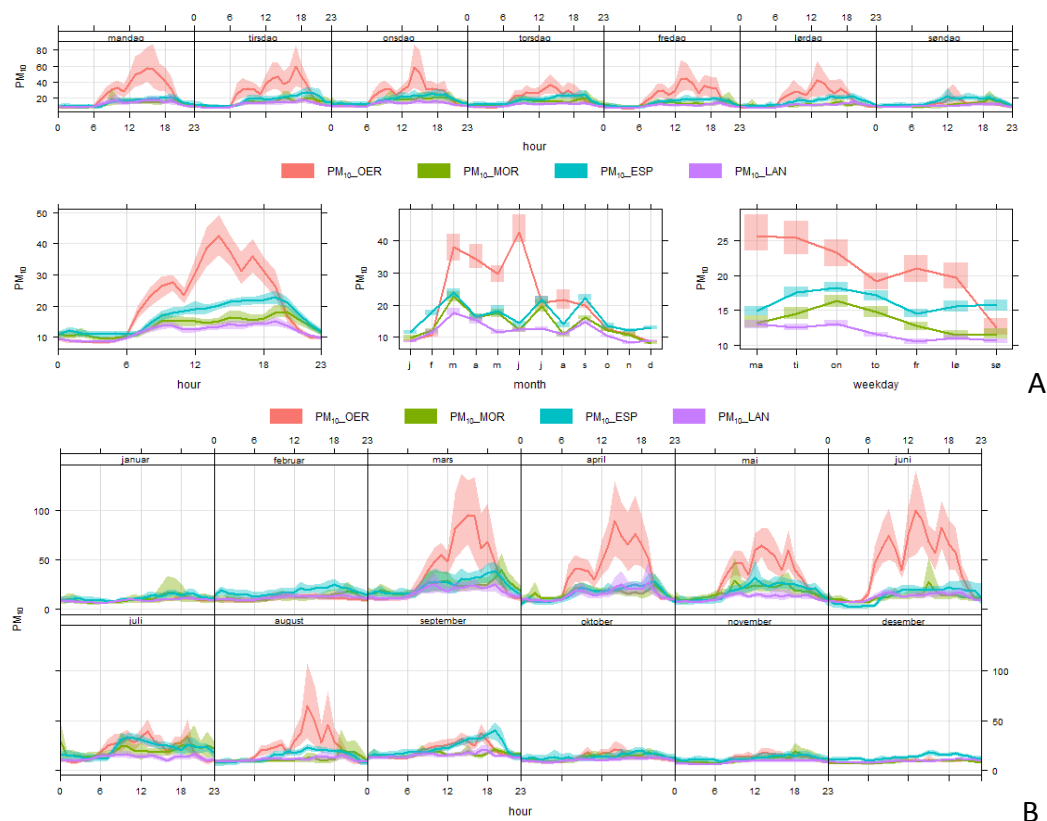 0 6 12 18 23 0 6 12 18 23 0 6 12 18 23
mandag tirsdag onsdag torsdag fredag lørdag søndag
PM10
80
60
40
20
0 6 12 18 23 0 6 12 18 23 0 6 12 18 23 0 6 12 18 23
hour
PM₁₀_OER PM₁₀_MOR PM₁₀_ESP PM₁₀_LAN
PM₁₀
50
40
30
20
10
0 6 12 18 23
hour
PM₁₀
40
30
20
10
j f m a m j j a s o n d
month
PM₁₀
25
20
15
10
ma ti on to fr lø sø
weekday
A
PM₁₀_OER PM₁₀_MOR PM₁₀_ESP PM₁₀_LAN
0 6 12 18 23 0 6 12 18 23 0 6 12 18 23
januar februar mars april mai juni
100
50
0
PM₁₀
juli august september oktober november desember
100
50
0
0 6 12 18 23 0 6 12 18 23 0 6 12 18 23
hour
B